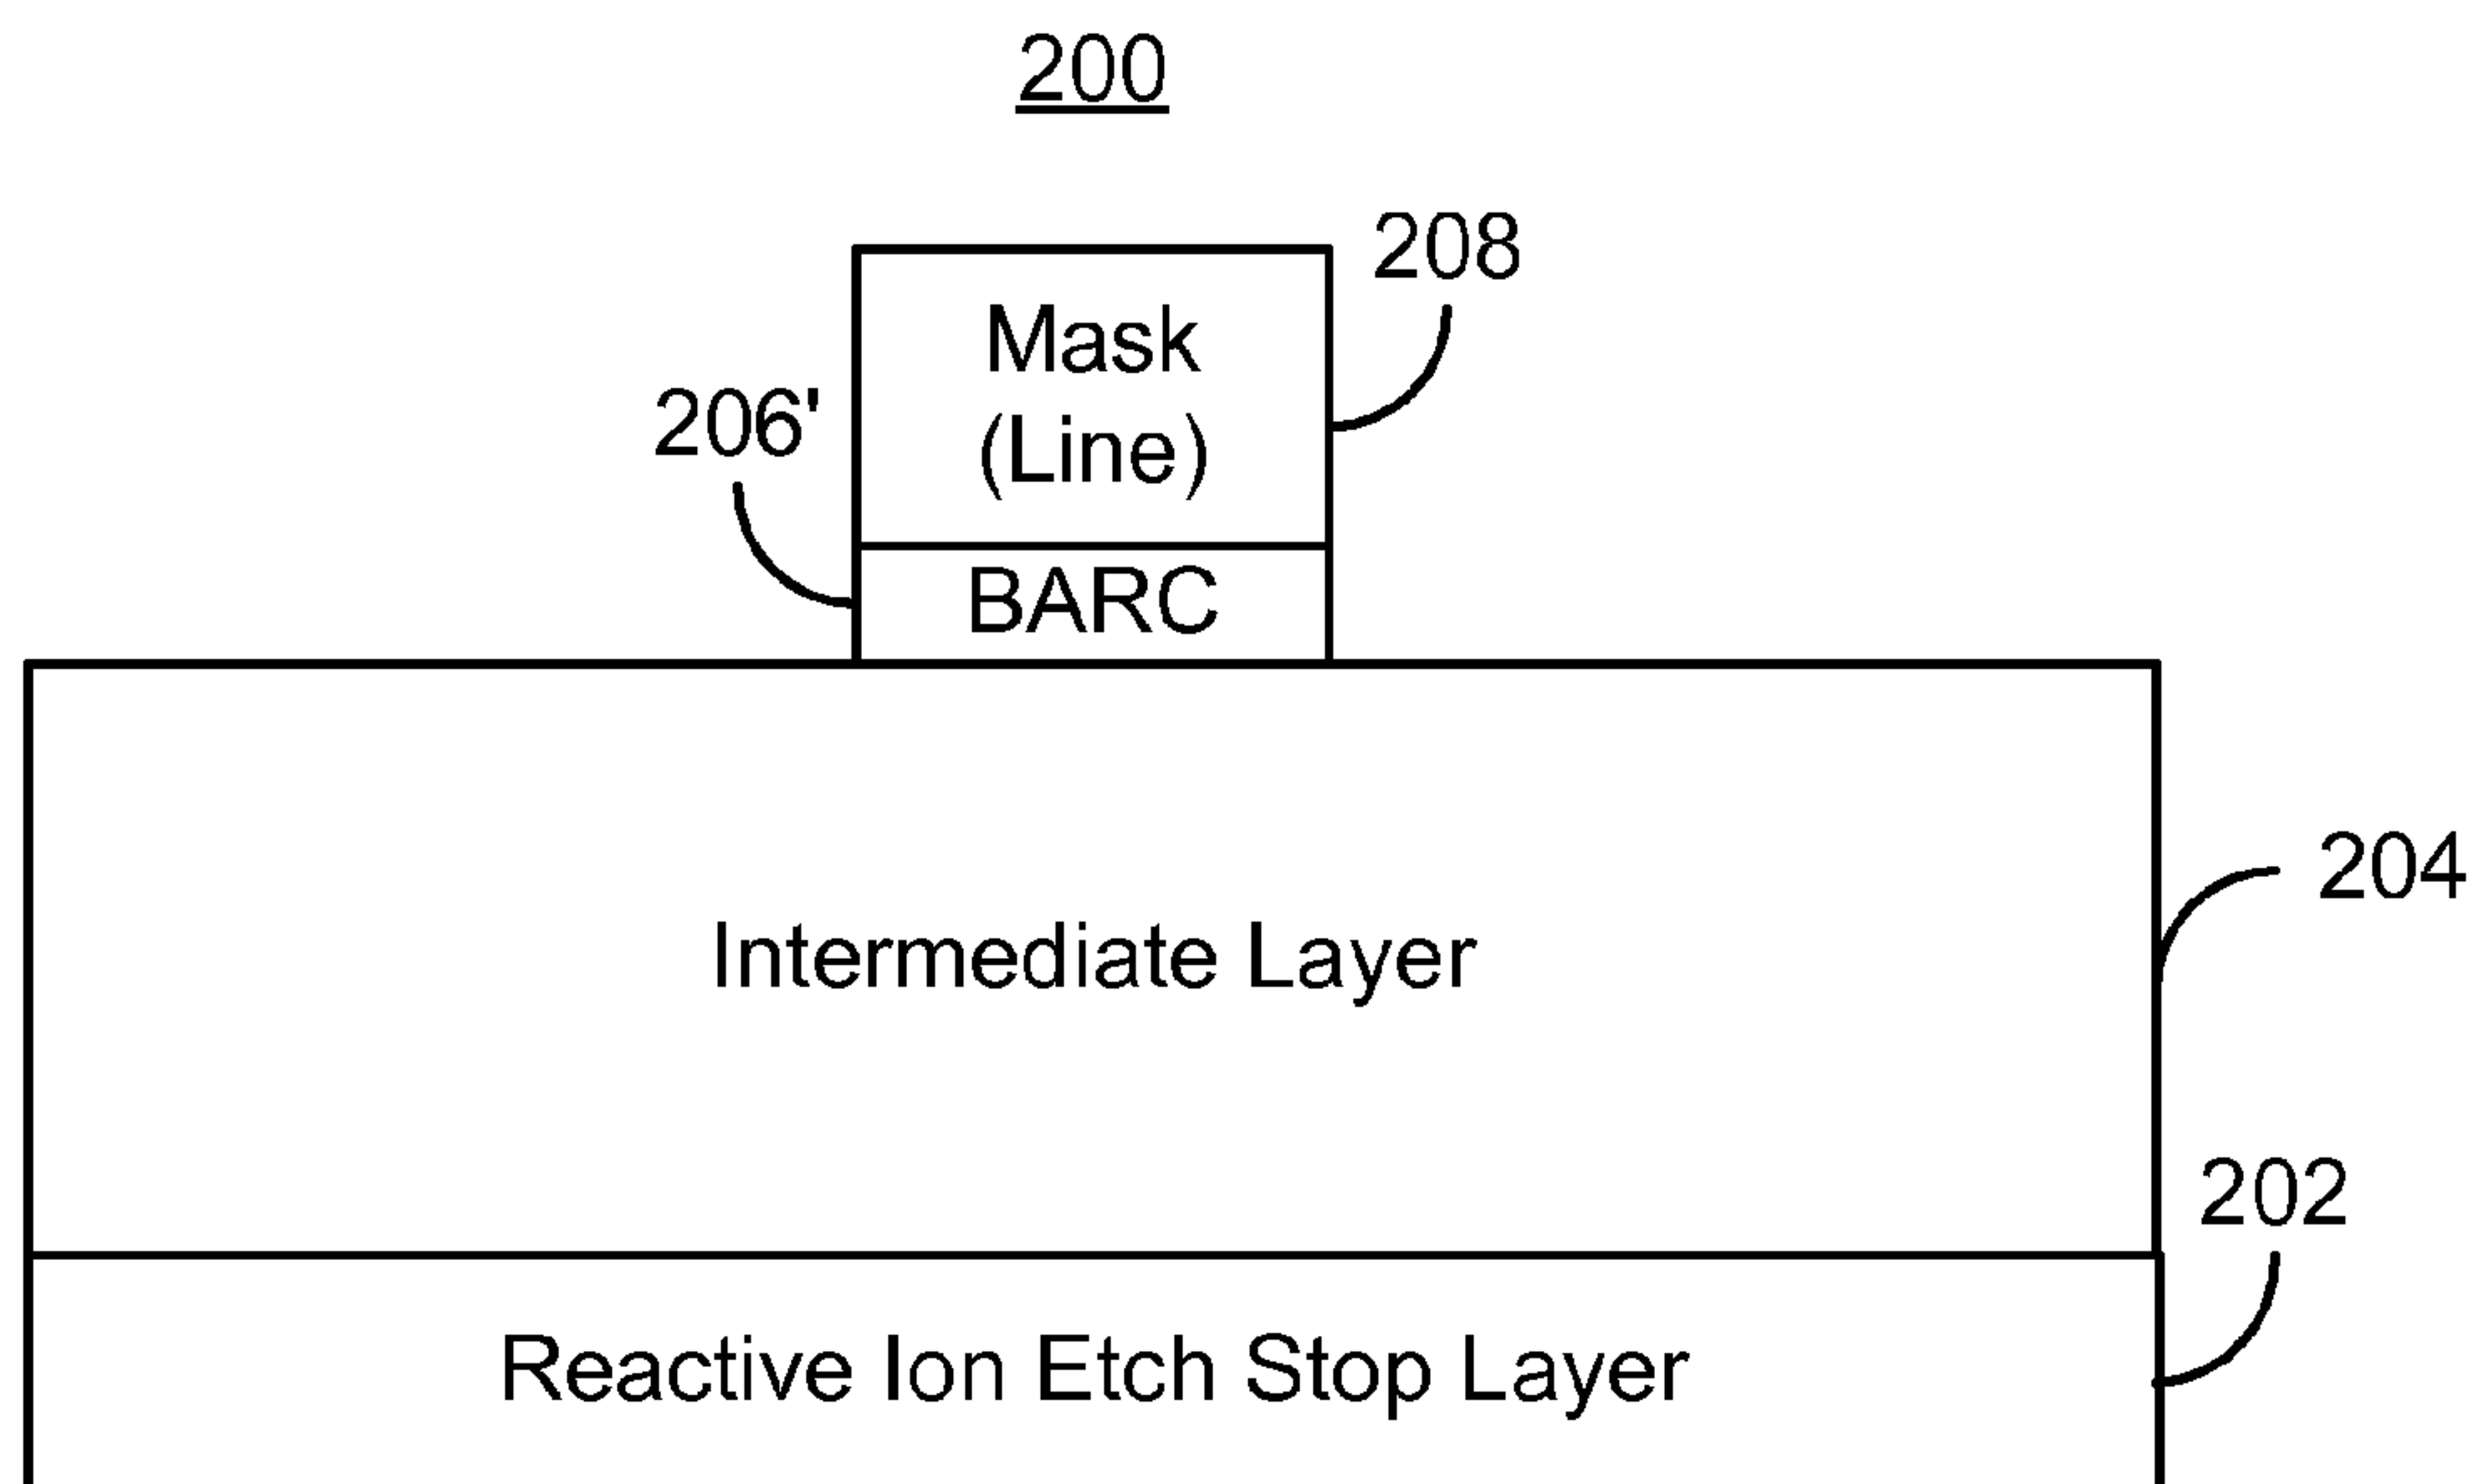 200
208
Mask
(Line)
206'
BARC
204
Intermediate Layer
202
Reactive Ion Etch Stop Layer